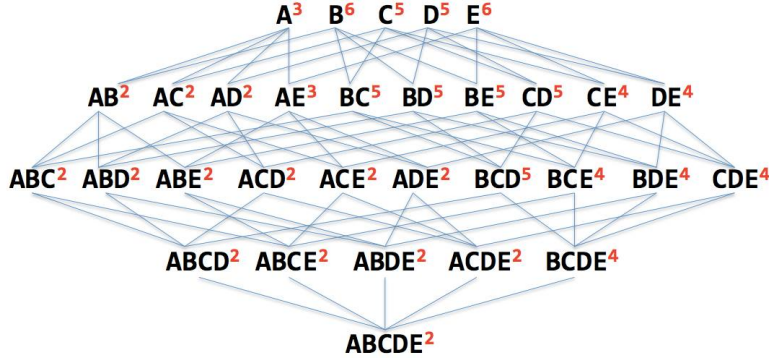 A³ B⁶ C⁵ D⁵ E⁶
AB² AC² AD² AE³ BC⁵ BD⁵ BE⁵ CD⁵ CE⁴ DE⁴
ABC² ABD² ABE² ACD² ACE² ADE² BCD⁵ BCE⁴ BDE⁴ CDE⁴
ABCD² ABCE² ABDE² ACDE² BCDE⁴
ABCDE²